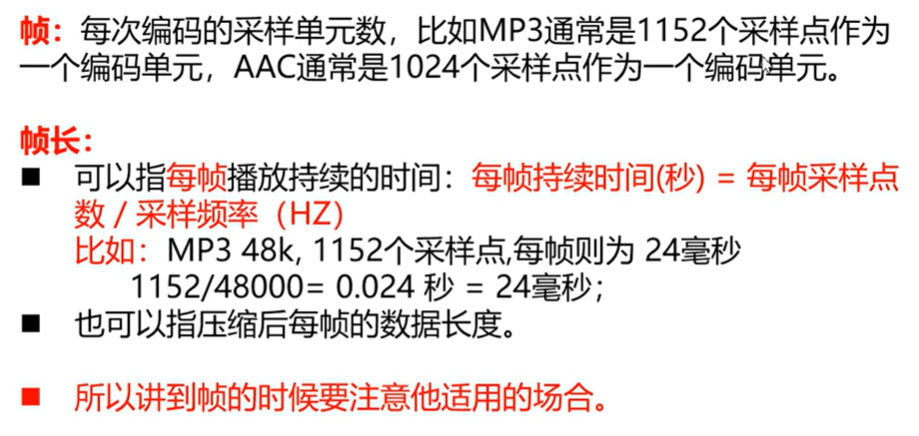 帧：每次编码的采样单元数，比如MP3通常是1152个采样点作为
一个编码单元，AAC通常是1024个采样点作为一个编码单元。
帧长：
■ 可以指每帧播放持续的时间：每帧持续时间(秒) = 每帧采样点
数 / 采样频率（HZ）
比如：MP3 48k, 1152个采样点,每帧则为 24毫秒
1152/48000= 0.024 秒 = 24毫秒；
■ 也可以指压缩后每帧的数据长度。
■ 所以讲到帧的时候要注意他适用的场合。